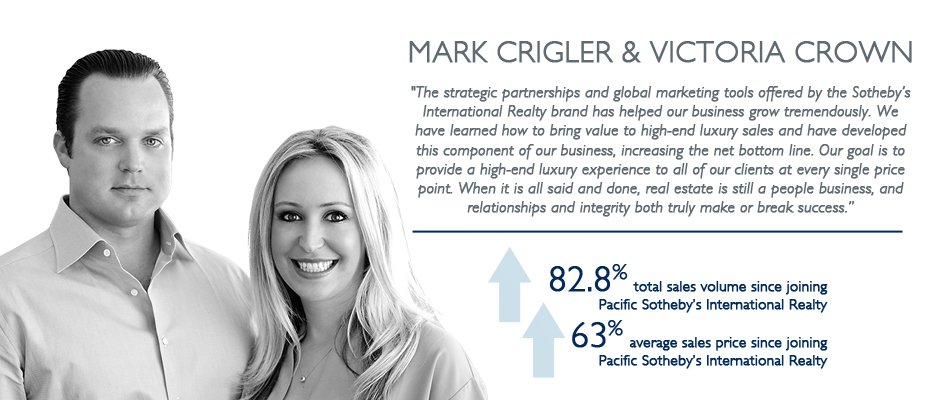 MARK CRIGLER & VICTORIA CROWN
"The strategic partnerships and global marketing tools offered by the Sotheby's
International Realty brand has helped our business grow tremendously. We
have learned how to bring value to high-end luxury sales and have developed
this component of our business, increasing the net bottom line. Our goal is to
provide a high-end luxury experience to all of our clients at every single price
point. When it is all said and done, real estate is still a people business, and
relationships and integrity both truly make or break success."
82.8% total sales volume since joining
Pacific Sotheby's International Realty
63% average sales price since joining
Pacific Sotheby's International Realty